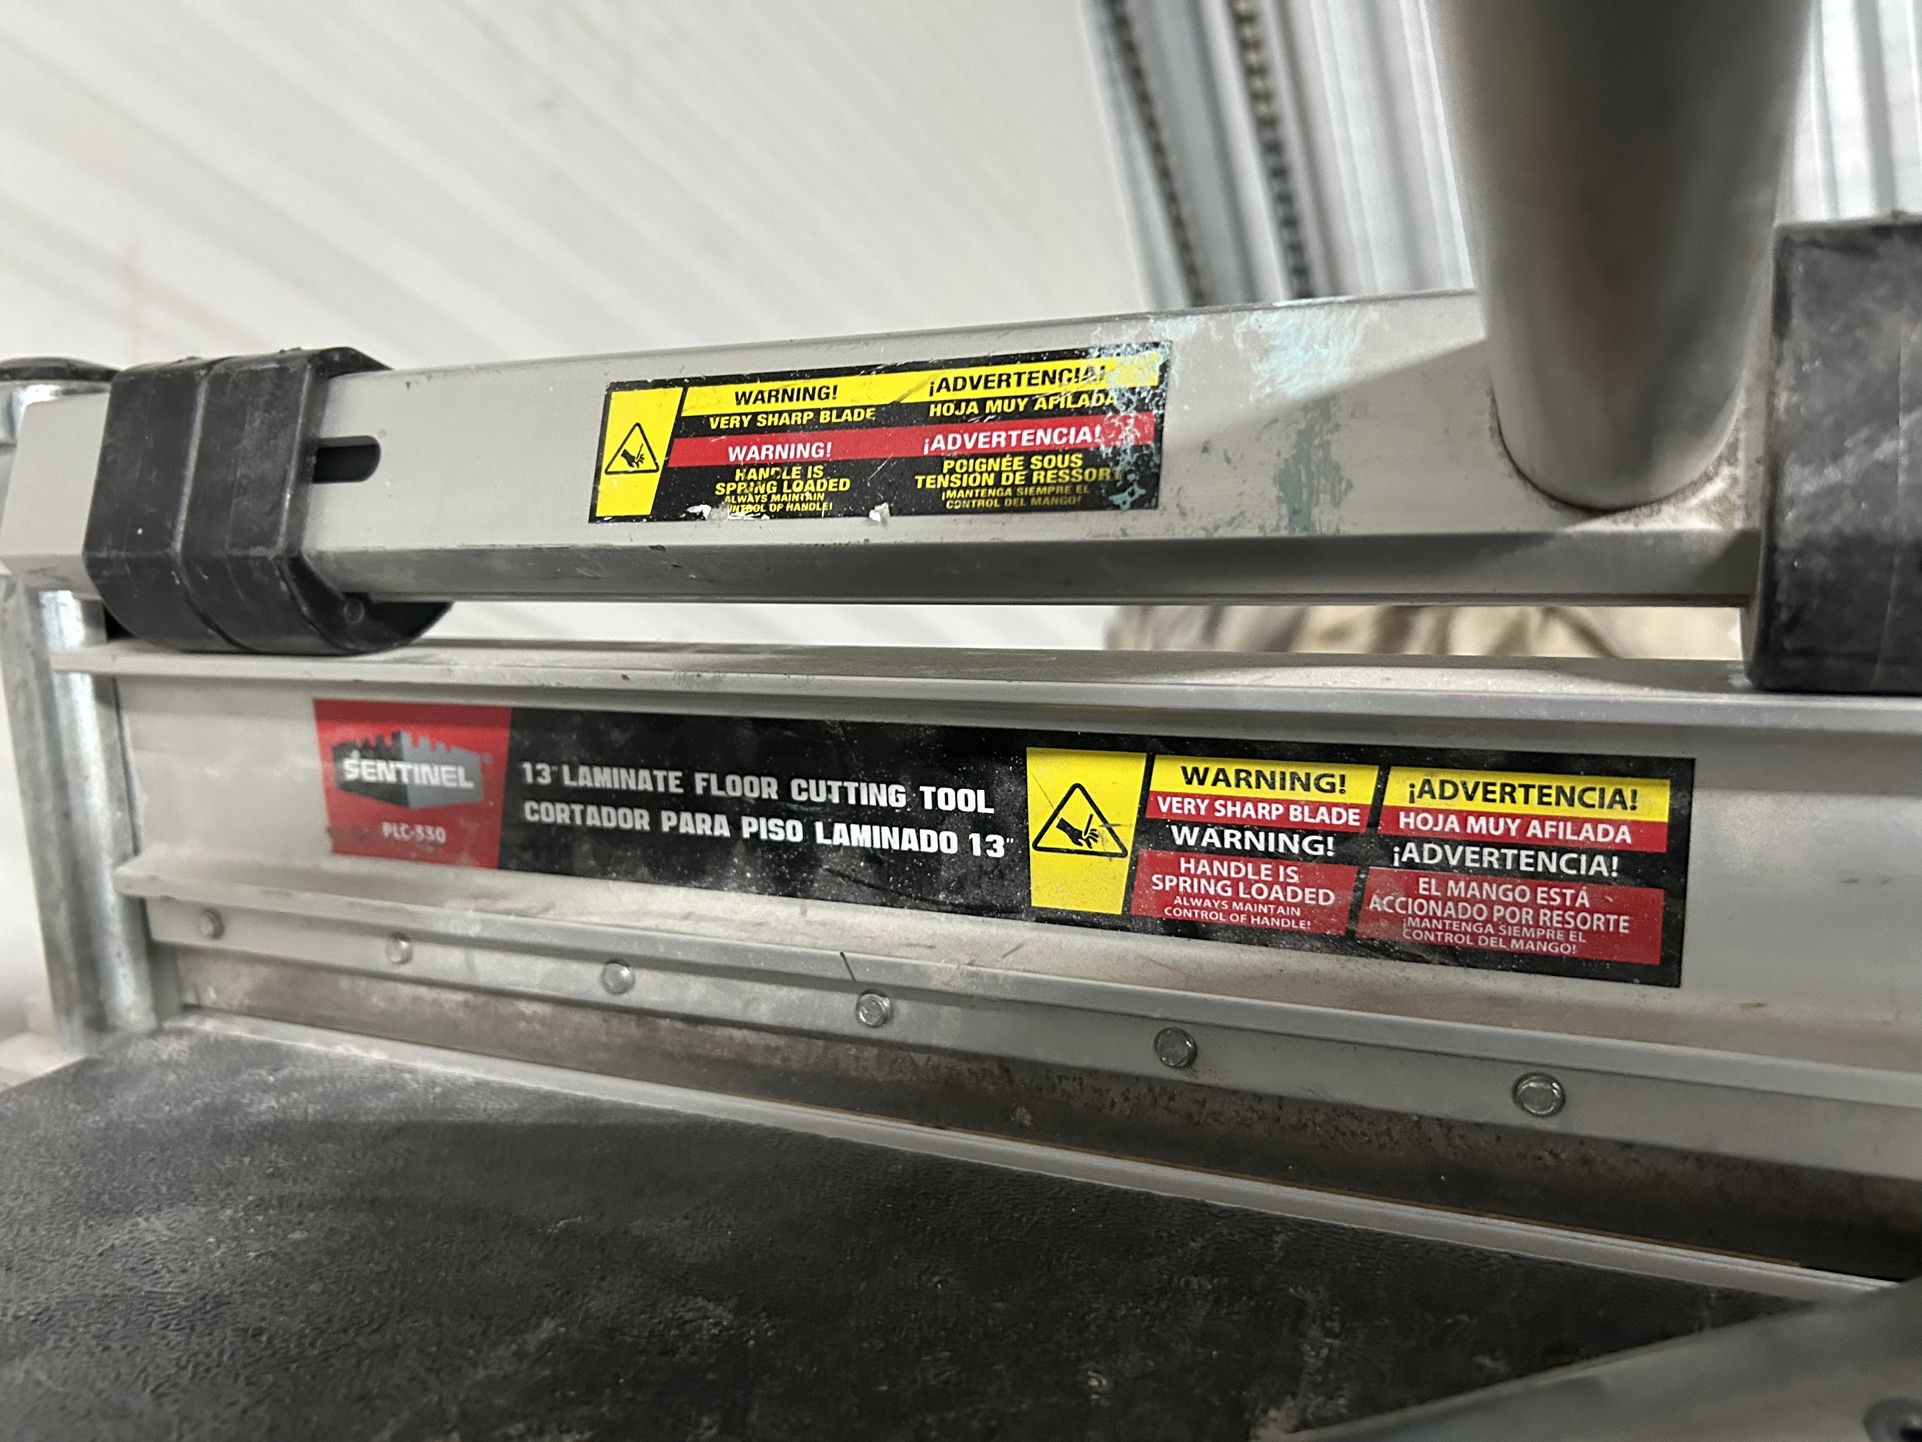 WARNING!
VERY SHARP BLADE
WARNING!
HANDLE IS
SPRING LOADED
ALWAYS MAINTAIN
CONTROL OF HANDLE!
¡ADVERTENCIA!
HOJA MUY AFILADA
¡ADVERTENCIA!
POIGNÉE SOUS
TENSION DE RESSORT
¡MANTENGA SIEMPRE EL
CONTROL DEL MANGO!
SENTINEL®
PLC-330
13" LAMINATE FLOOR CUTTING TOOL
CORTADOR PARA PISO LAMINADO 13"
WARNING!
VERY SHARP BLADE
WARNING!
HANDLE IS
SPRING LOADED
ALWAYS MAINTAIN
CONTROL OF HANDLE!
¡ADVERTENCIA!
HOJA MUY AFILADA
¡ADVERTENCIA!
EL MANGO ESTÁ
ACCIONADO POR RESORTE
¡MANTENGA SIEMPRE EL
CONTROL DEL MANGO!